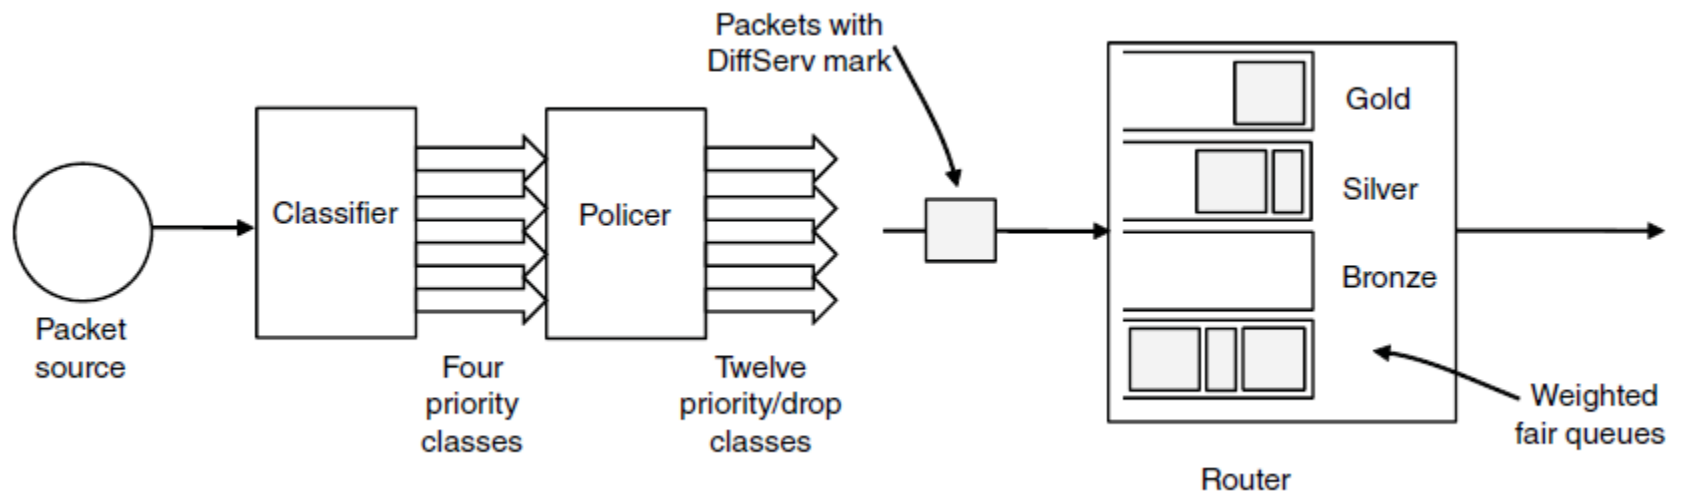 Packets with
DiffServ mark
Gold
Silver
Bronze
Classifier
Policer
Packet
source
Four
priority
classes
Twelve
priority/drop
classes
Weighted
fair queues
Router